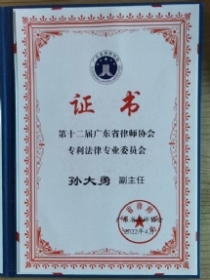 证书
第十二届广东省律师协会
专利法律专业委员会
孙大勇 副主任